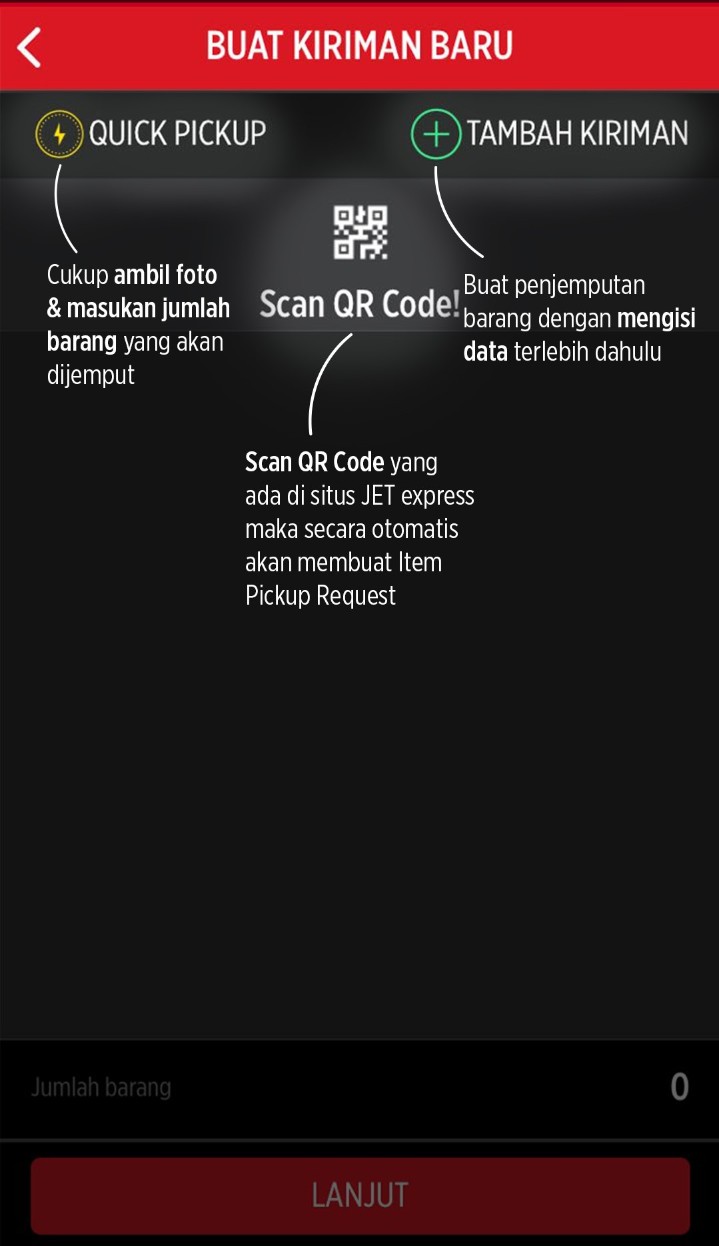 BUAT KIRIMAN BARU
QUICK PICKUP
TAMBAH KIRIMAN
Cukup ambil foto
& masukan jumlah
barang yang akan
dijemput
Scan QR Code!
Buat penjemputan
barang dengan mengisi
data terlebih dahulu
Scan QR Code yang
ada di situs JET express
maka secara otomatis
akan membuat Item
Pickup Request
Jumlah barang
0
LANJUT